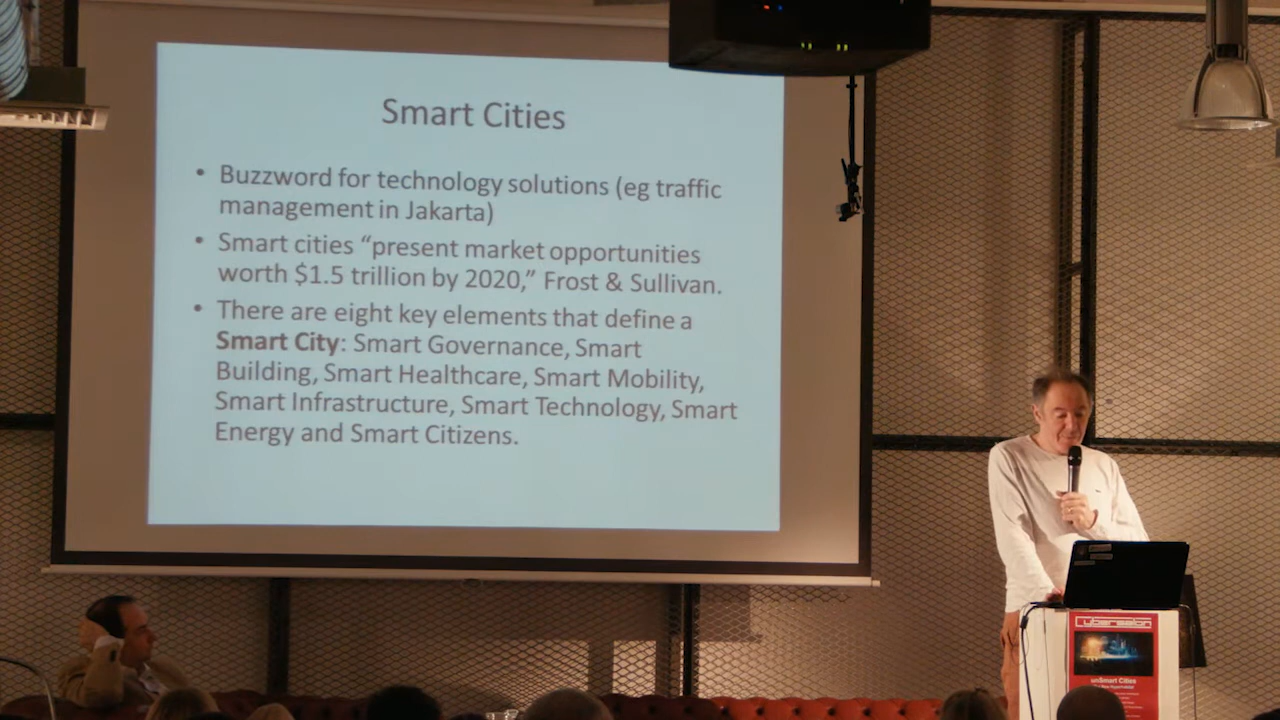 Smart Cities
• Buzzword for technology solutions (eg traffic
management in Jakarta)
• Smart cities “present market opportunities
worth $1.5 trillion by 2020,” Frost & Sullivan.
• There are eight key elements that define a
Smart City: Smart Governance, Smart
Building, Smart Healthcare, Smart Mobility,
Smart Infrastructure, Smart Technology, Smart
Energy and Smart Citizens.
unSmart Cities